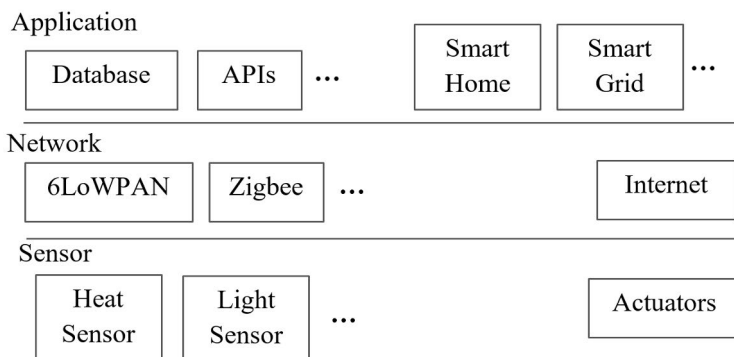 Application
Database
APIs
...
Smart
Home
Smart
Grid
...
Network
6LoWPAN
Zigbee
...
Internet
Sensor
Heat
Sensor
Light
Sensor
...
Actuators